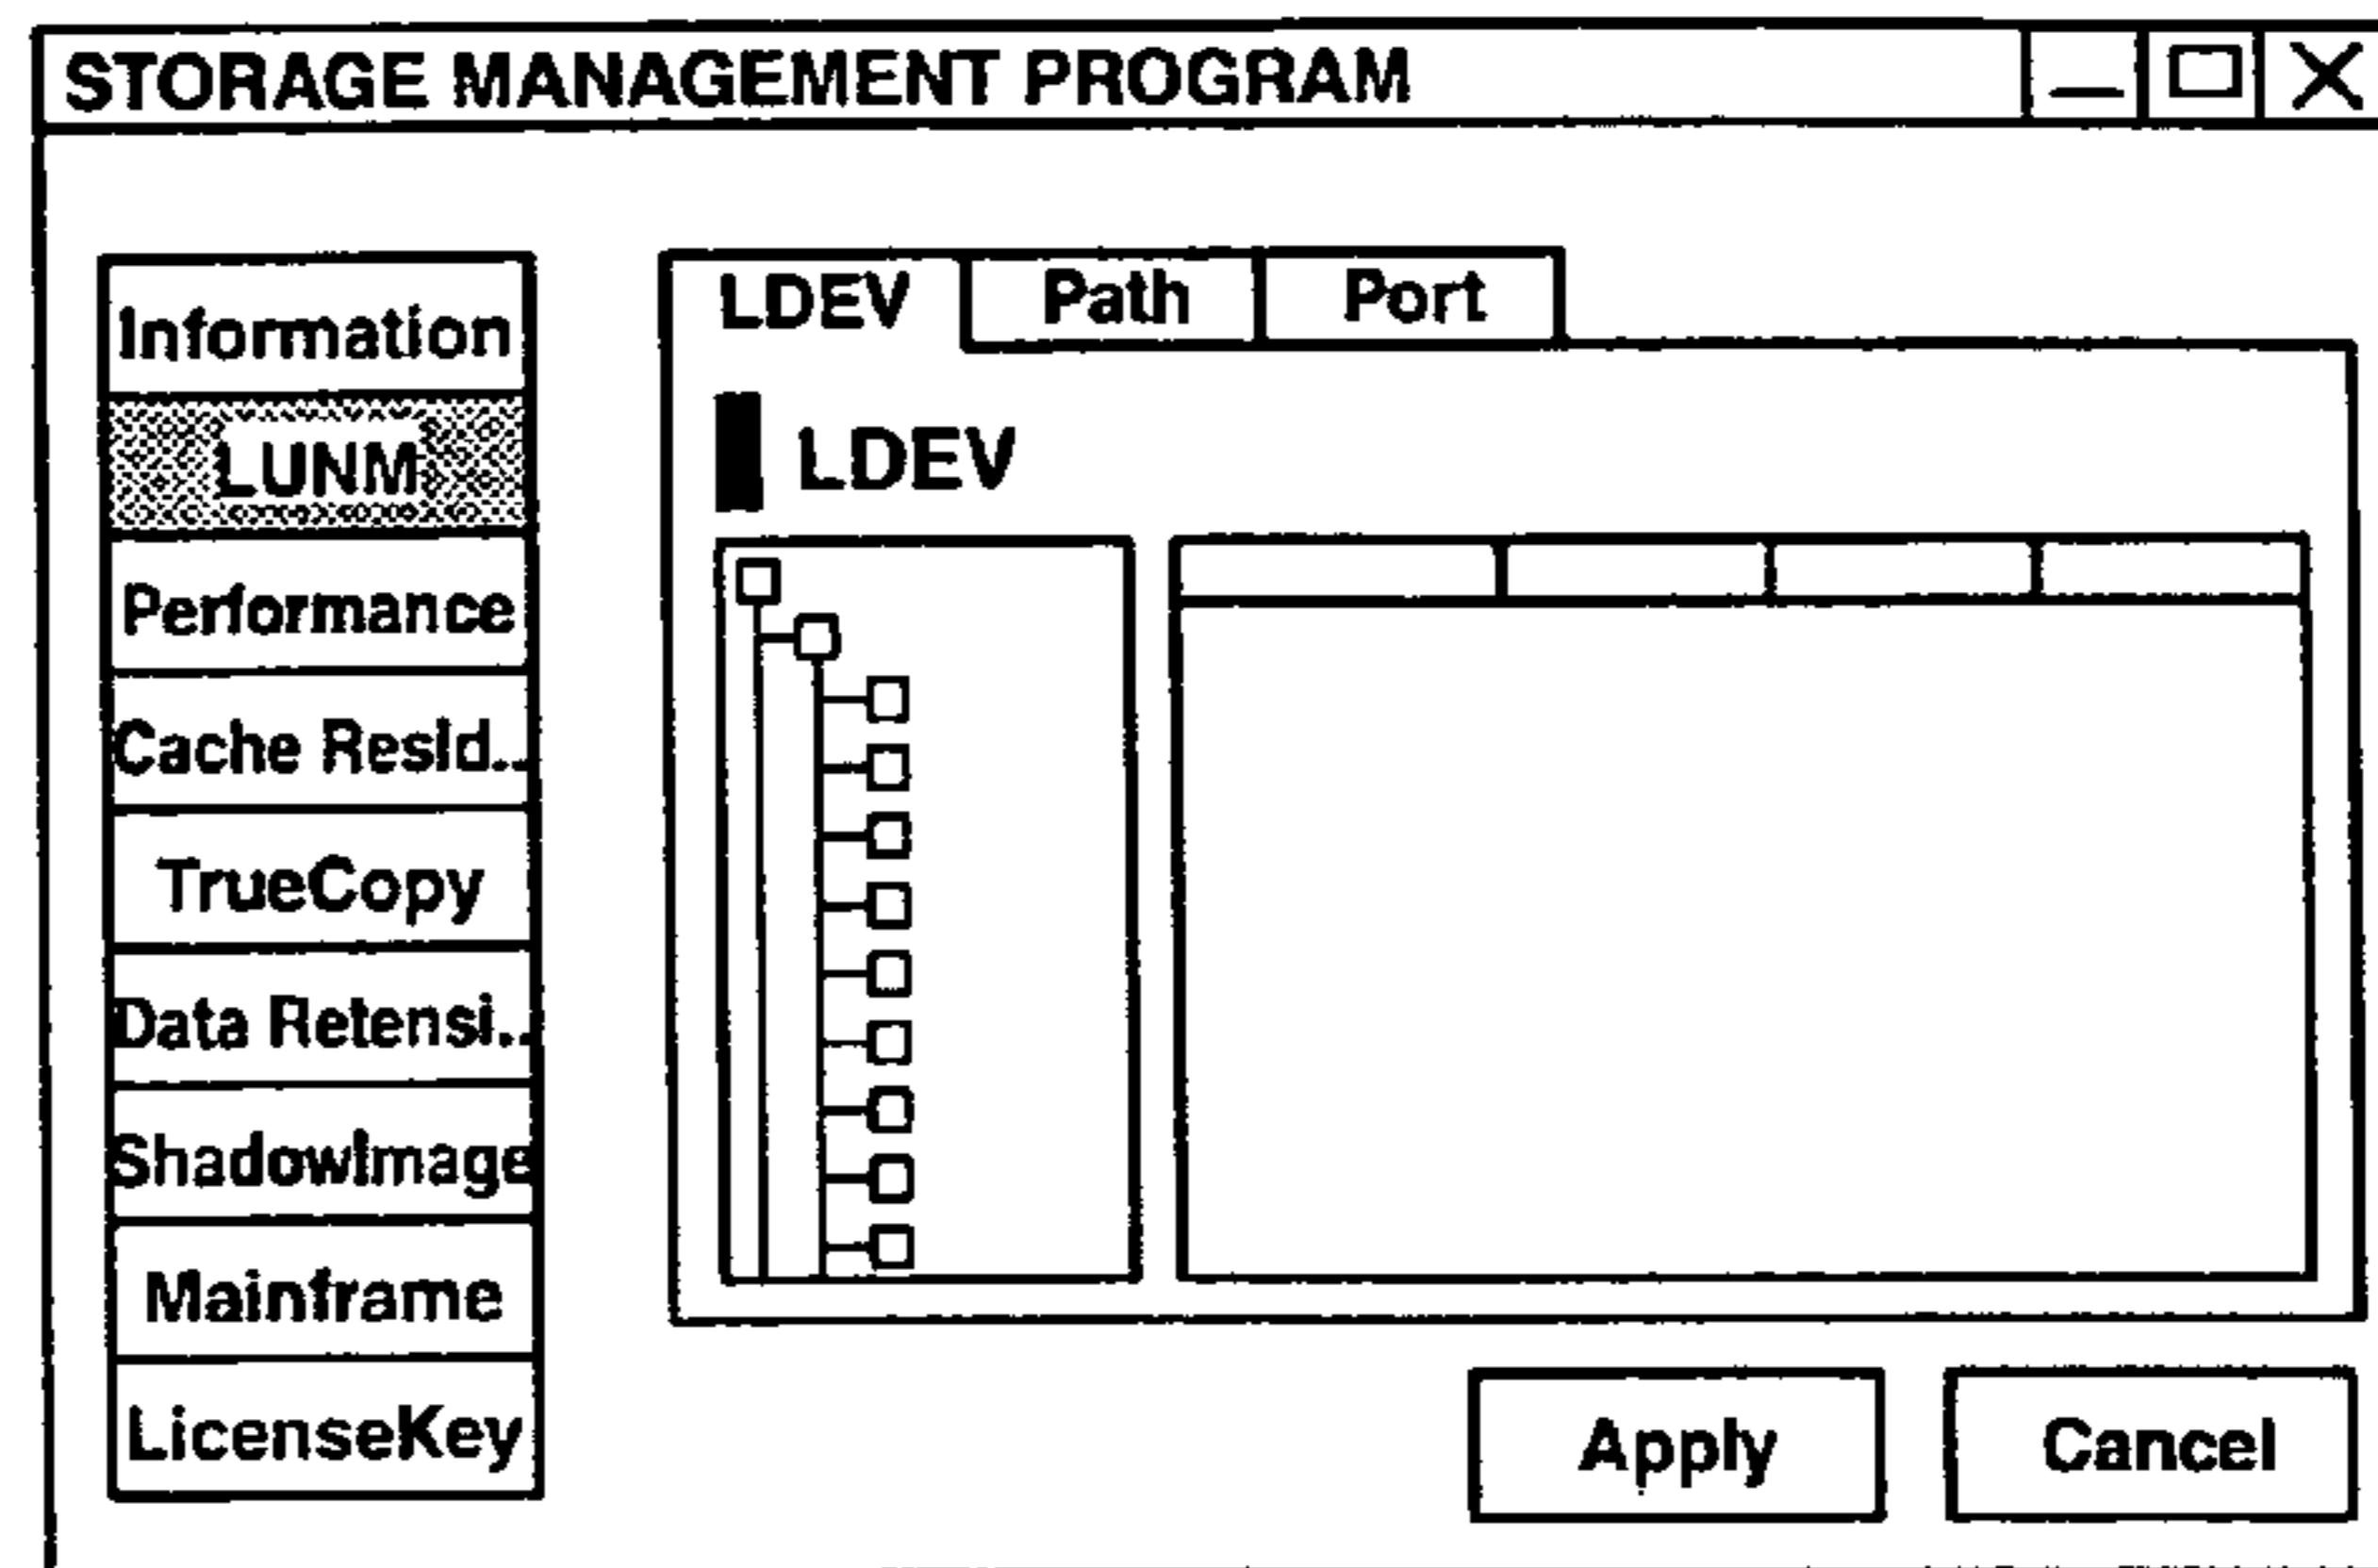 STORAGE MANAGEMENT PROGRAM
Information
LUNM
Performance
Cache Resid..
TrueCopy
Data Retensi..
ShadowImage
Mainframe
LicenseKey
LDEV Path Port
LDEV
Apply Cancel